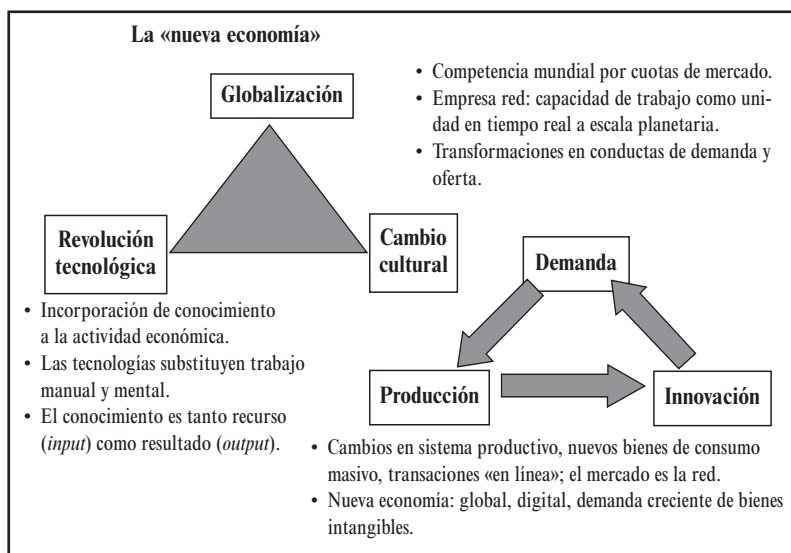 La «nueva economía»
Globalización
• Competencia mundial por cuotas de mercado.
• Empresa red: capacidad de trabajo como uni-
dad en tiempo real a escala planetaria.
• Transformaciones en conductas de demanda y
oferta.
Revolución
tecnológica
Cambio
cultural
Demanda
• Incorporación de conocimiento
a la actividad económica.
• Las tecnologías substituyen trabajo
manual y mental.
• El conocimiento es tanto recurso
(input) como resultado (output).
Producción
Innovación
• Cambios en sistema productivo, nuevos bienes de consumo
masivo, transaciones «en línea»; el mercado es la red.
• Nueva economía: global, digital, demanda creciente de bienes
intangibles.